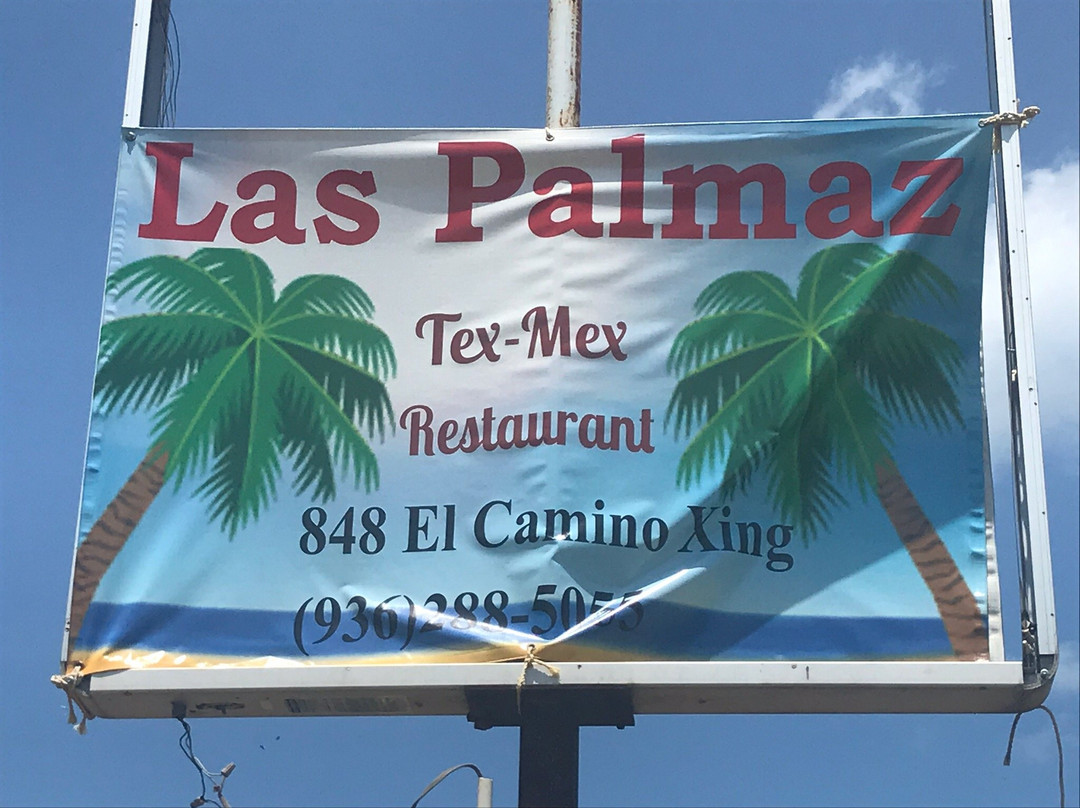 Las Palmaz
Tex-Mex
Restaurant
848 El Camino Xing
(936)288-5055